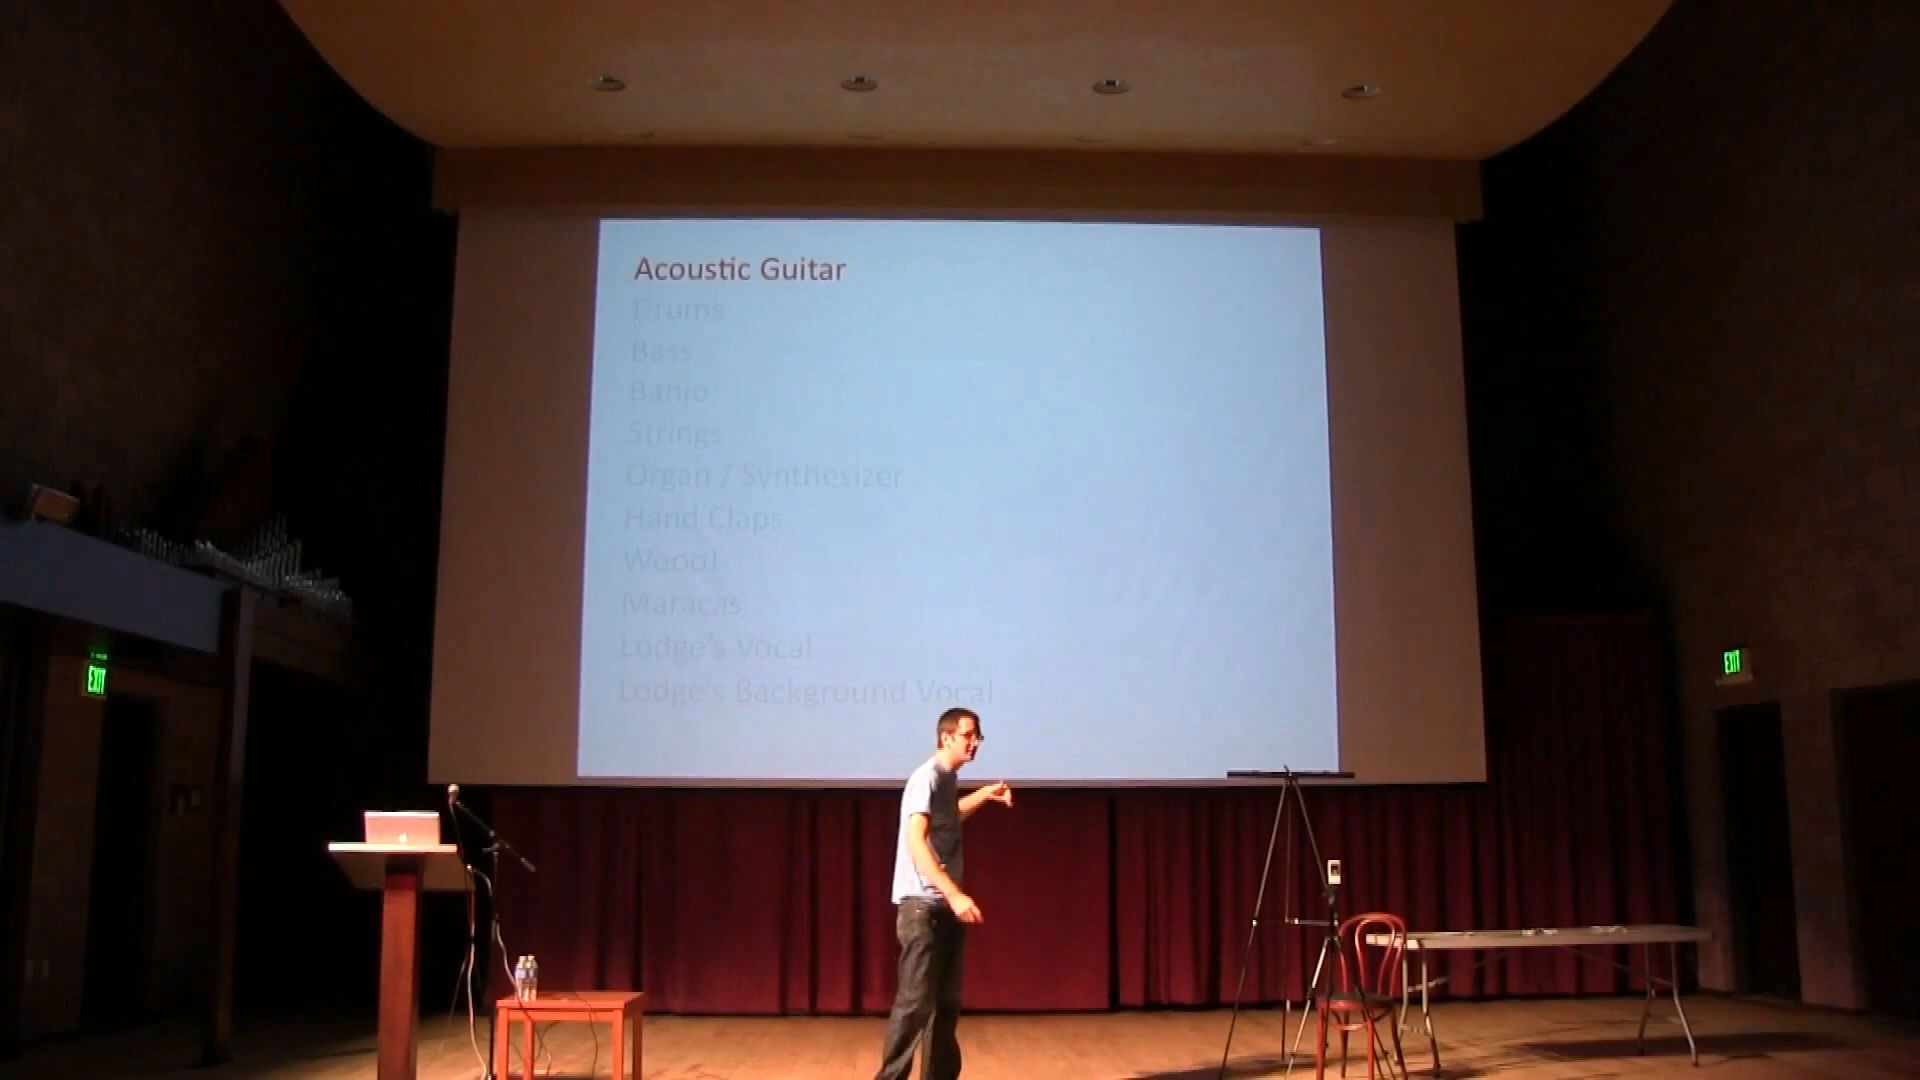 Acoustic Guitar
Drums
Bass
Banjo
Strings
Organ / Synthesizer
Hand Claps
Wooo!
Maracas
Lodge's Vocal
Lodge's Background Vocal
EXIT
EXIT